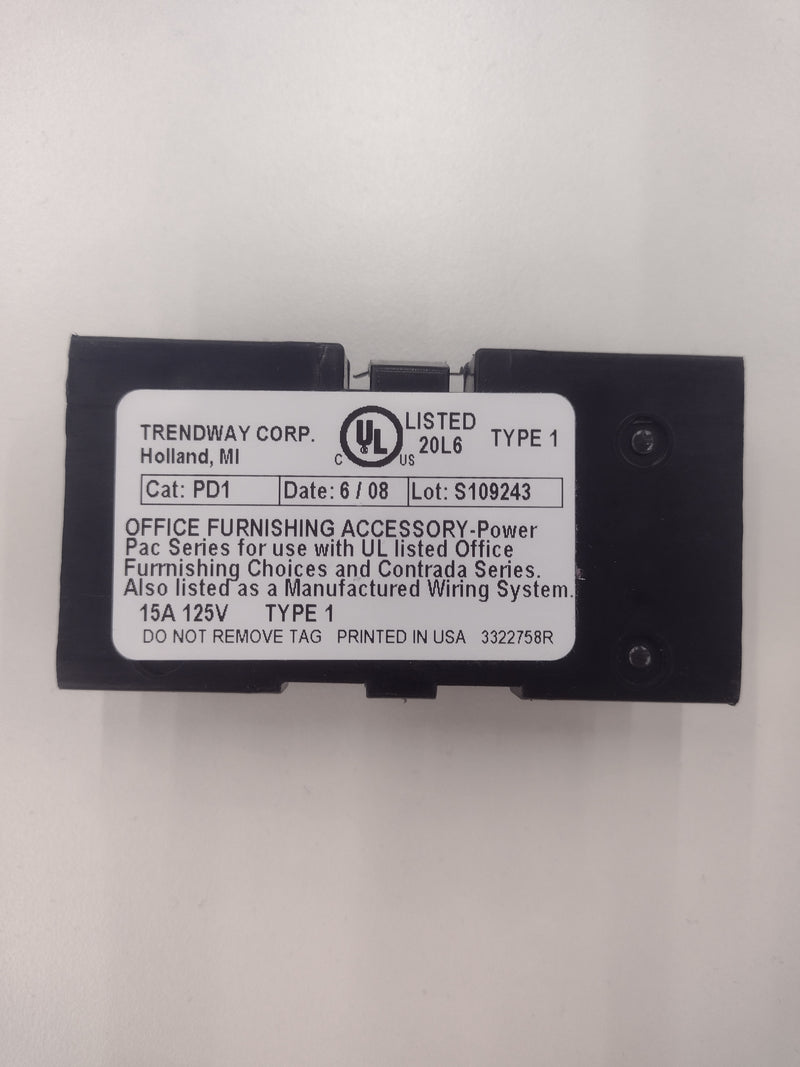 TRENDWAY CORP.
Holland, MI
C UL US LISTED
20L6
TYPE 1
Cat: PD1 Date: 6 / 08 Lot: S109243
OFFICE FURNISHING ACCESSORY-Power
Pac Series for use with UL listed Office
Furrnishing Choices and Contrada Series.
Also listed as a Manufactured Wiring System.
15A 125V TYPE 1
DO NOT REMOVE TAG PRINTED IN USA 3322758R